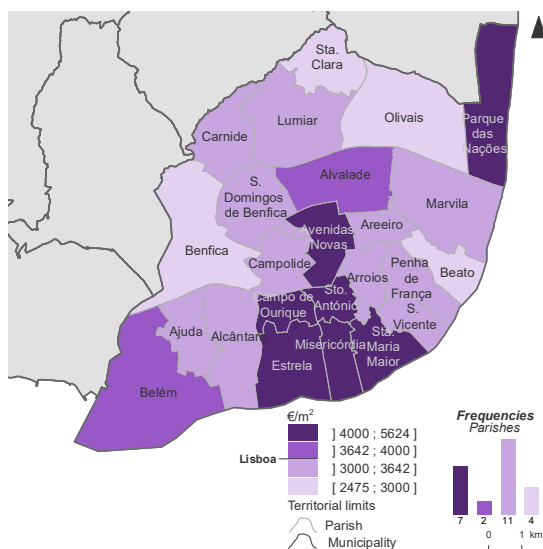 Sta.
Clara
Lumiar
Olivais
Carnide
Parque
das
Nações
S.
Domingos
de Benfica
Alvalade
Marvila
Areeiro
Avenidas
Novas
Benfica
Campolide
Arroios
Penha
de
França
Beato
Sto.
António
Campo de
Ourique
S.
Vicente
Ajuda
Alcântar
Misericórdia
Sta.
Maria
Maior
Estrela
Belém
€/m²
] 4000 ; 5624 ]
] 3642 ; 4000 ]
Lisboa
] 3000 ; 3642 ]
[ 2475 ; 3000 ]
Territorial limits
Parish
Municipality
Frequencies
Parishes
7 2 11 4
0 1 km